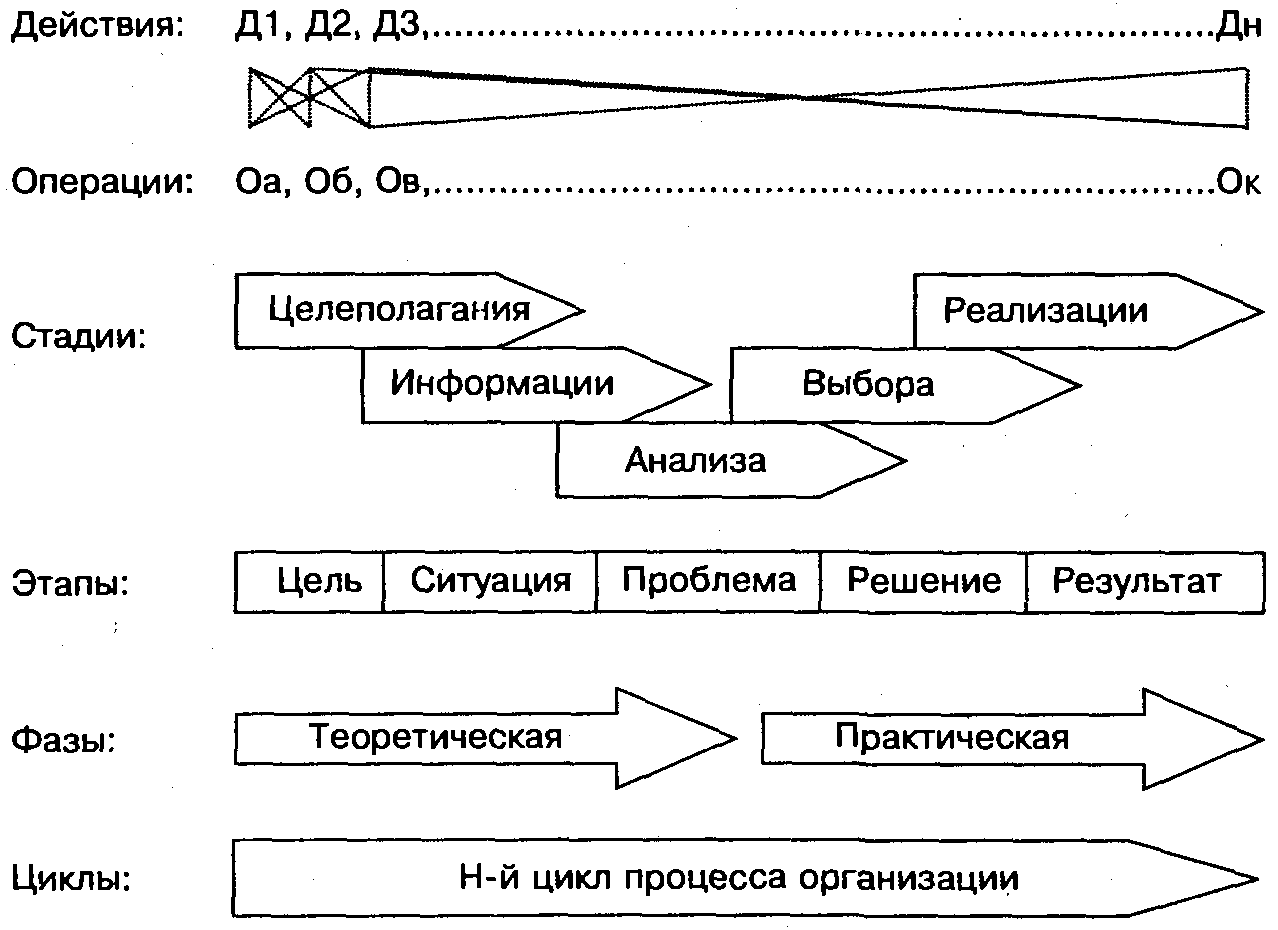 Действия: Д1, Д2, Д3,........................................................................Дн
Операции: Оа, Об, Ов,........................................................................Ок
Стадии:
Целеполагания
Реализации
Информации
Выбора
Анализа
Этапы: Цель Ситуация Проблема Решение Результат
Фазы: Теоретическая Практическая
Циклы: Н-й цикл процесса организации